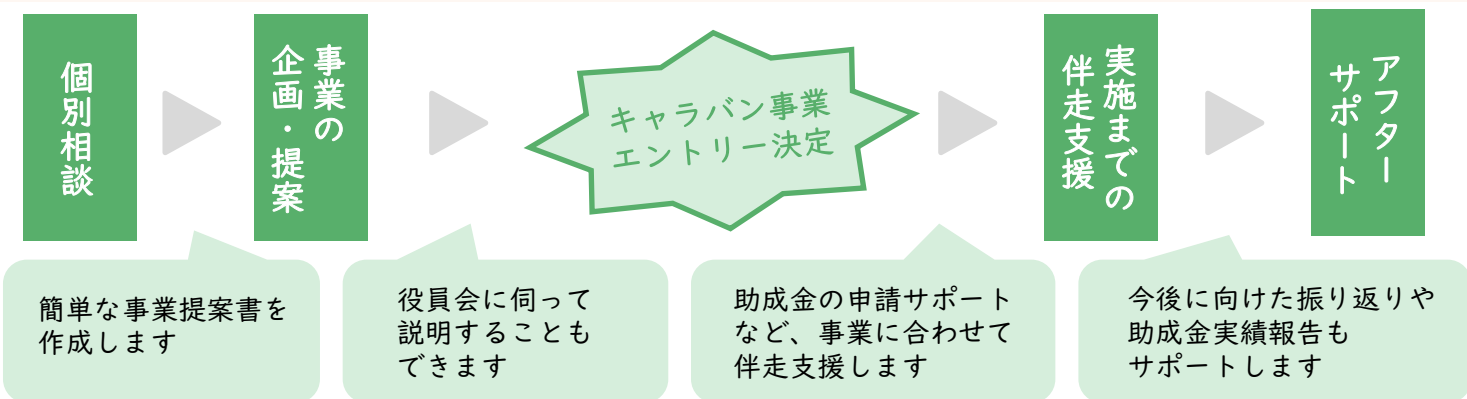 個別相談
事業の
企画・提案
キャラバン事業
エントリー決定
実施までの
伴走支援
アフター
サポート
簡単な事業提案書を
作成します
役員会に伺って
説明することも
できます
助成金の申請サポート
など、事業に合わせて
伴走支援します
今後に向けた振り返りや
助成金実績報告も
サポートします